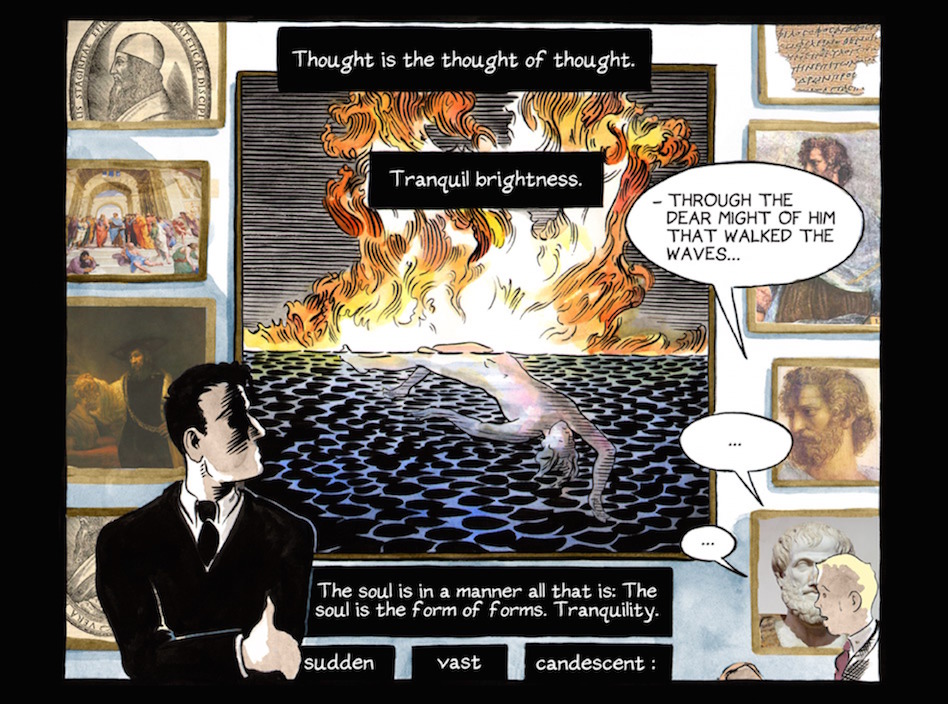 Thought is the thought of thought.
Tranquil brightness.
– THROUGH THE
DEAR MIGHT OF HIM
THAT WALKED THE
WAVES...
...
...
The soul is in a manner all that is: The
soul is the form of forms. Tranquility.
sudden
vast
candescent :